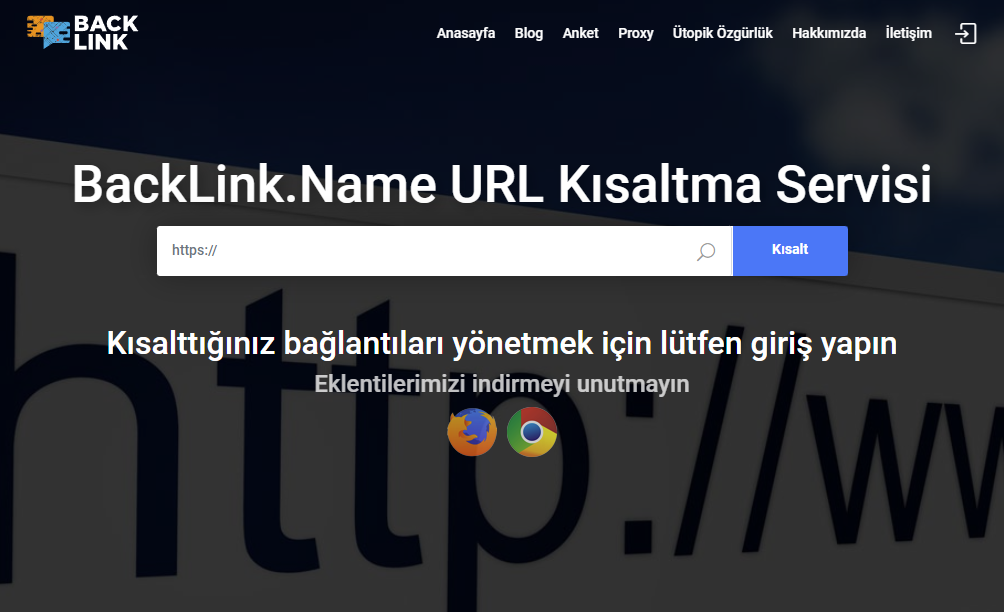 BACK
LINK
Anasayfa Blog Anket Proxy Ütopik Özgürlük Hakkımızda İletişim
BackLink.Name URL Kısaltma Servisi
https:// Kısalt
Kısalttığınız bağlantıları yönetmek için lütfen giriş yapın
Eklentilerimizi indirmeyi unutmayın
http://ww